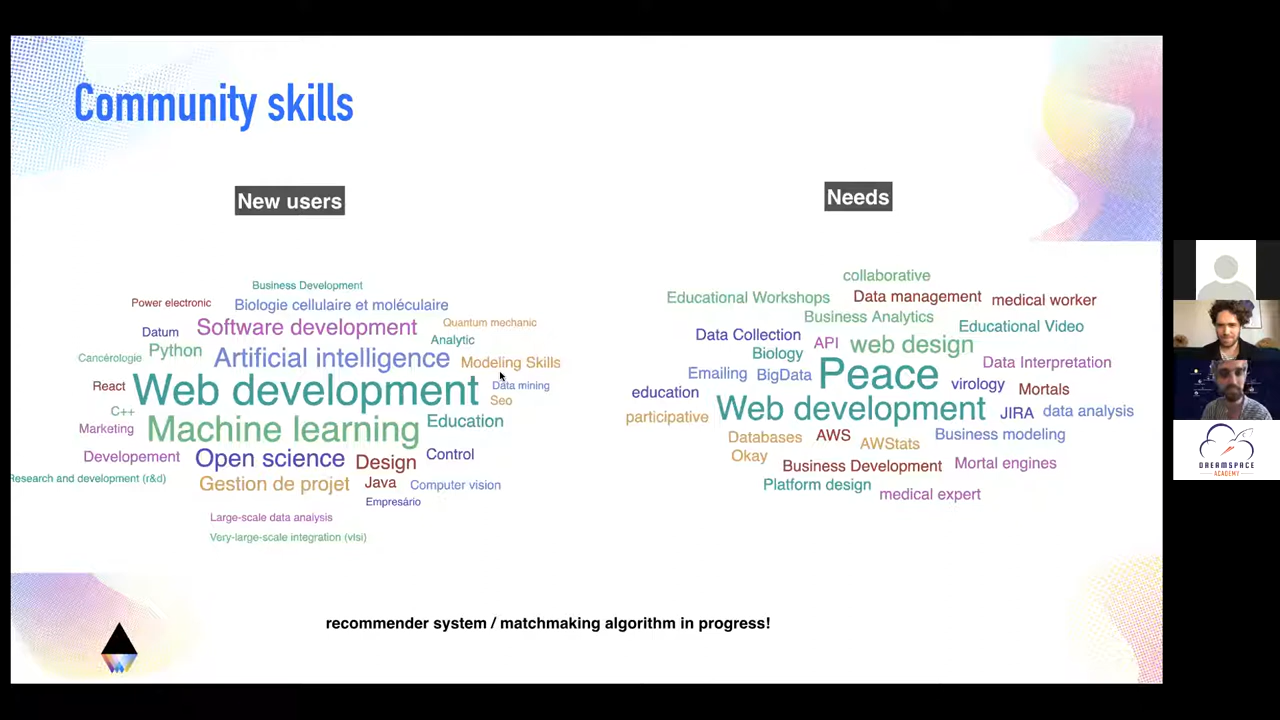 Community skills
New users
Business Development
Power electronic
Biologie cellulaire et moléculaire
Datum
Software development
Quantum mechanic
Analytic
Cancérologie
Python
Artificial intelligence
Modeling Skills
React
Web development
Data mining
Seo
C++
Marketing
Machine learning
Education
Developement
Open science
Design
Control
Research and development (r&d)
Gestion de projet
Java
Computer vision
Empresário
Large-scale data analysis
Very-large-scale integration (vlsi)
Needs
collaborative
Educational Workshops
Data management
medical worker
Business Analytics
Educational Video
Data Collection
API
web design
Biology
Data Interpretation
Emailing
BigData
Peace
virology
Mortals
education
participative
Web development
JIRA
data analysis
Databases
AWS
AWStats
Business modeling
Okay
Business Development
Mortal engines
Platform design
medical expert
recommender system / matchmaking algorithm in progress!
DREAMSPACE
ACADEMY